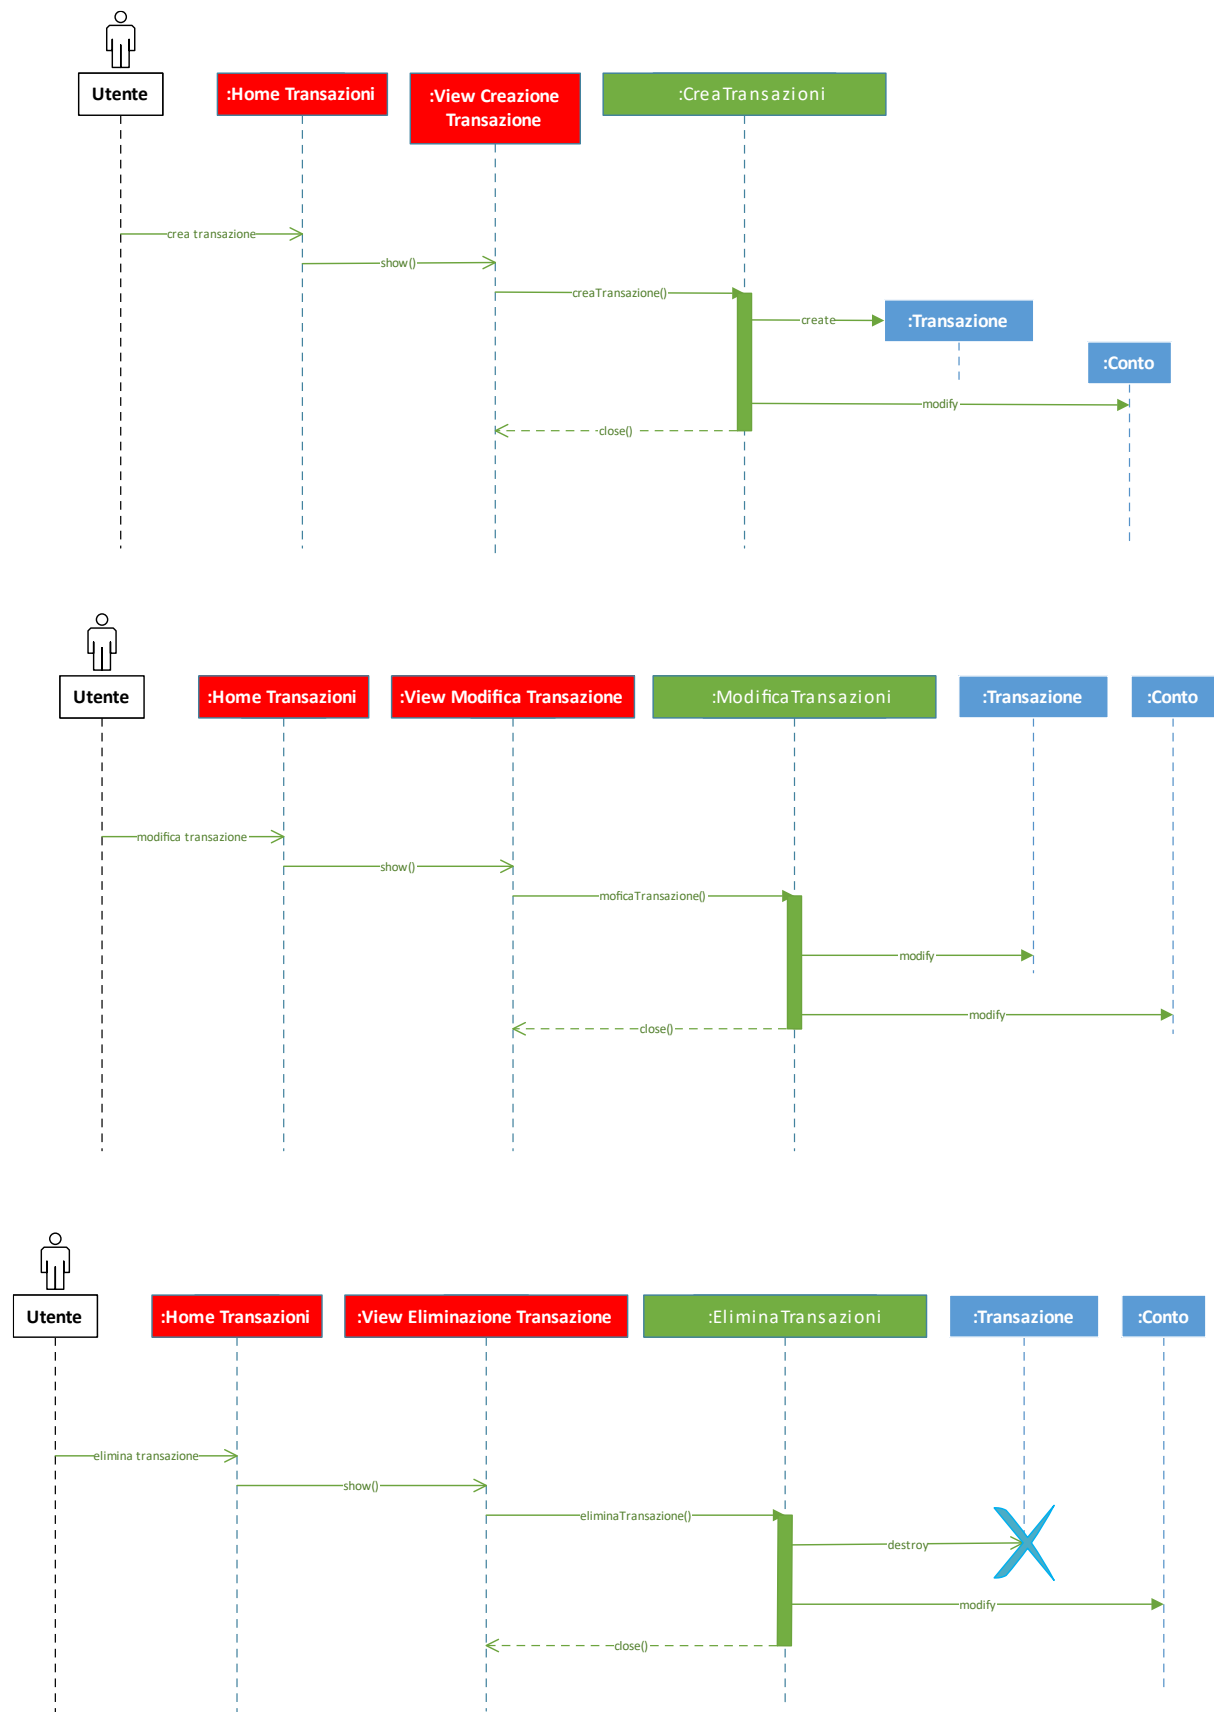 Utente
:Home Transazioni
:View Creazione
Transazione
:CreaTransazioni
crea transazione
show()
creaTransazione()
create
:Transazione
:Conto
modify
close()
Utente
:Home Transazioni
:View Modifica Transazione
:ModificaTransazioni
:Transazione
:Conto
modifica transazione
show()
moficaTransazione()
modify
modify
close()
Utente
:Home Transazioni
:View Eliminazione Transazione
:EliminaTransazioni
:Transazione
:Conto
elimina transazione
show()
eliminaTransazione()
destroy
modify
close()